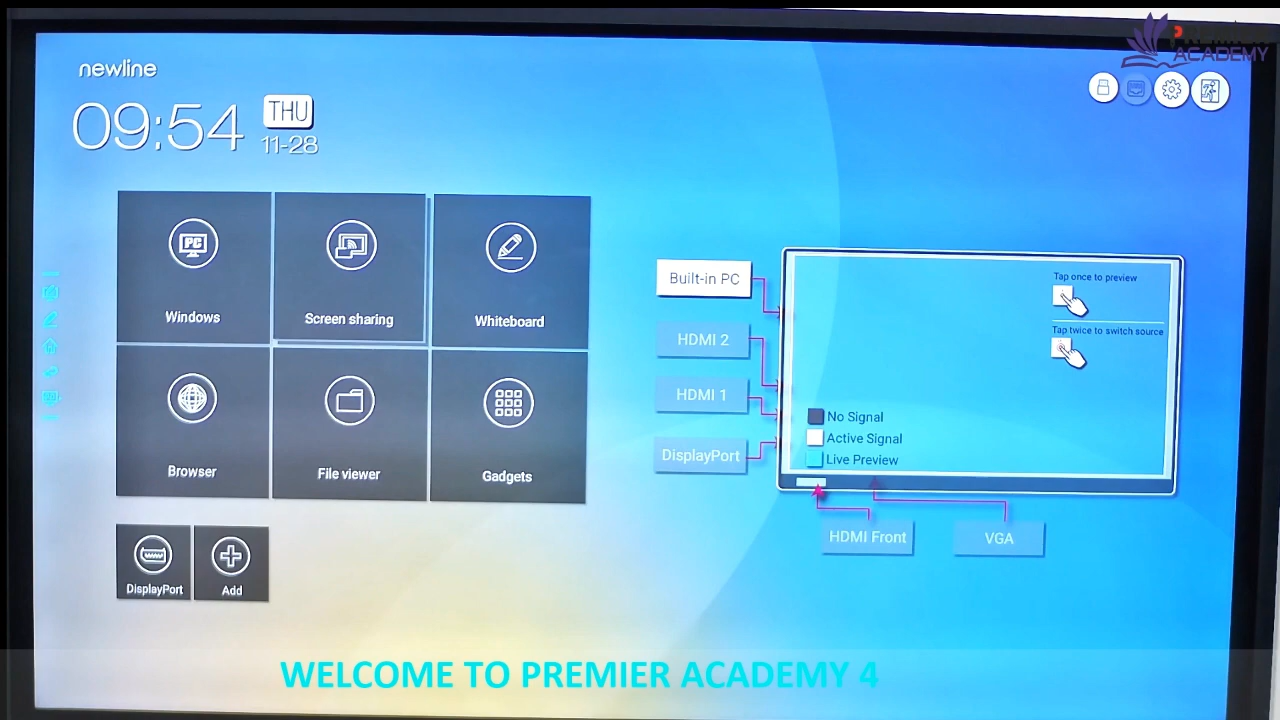 PREMIER
ACADEMY
newline
09:54
THU
11-28
PC
Windows
Screen sharing
Whiteboard
Browser
File viewer
Gadgets
DisplayPort
Add
Built-in PC
HDMI 2
HDMI 1
DisplayPort
Tap once to preview
Tap twice to switch source
No Signal
Active Signal
Live Preview
HDMI Front
VGA
WELCOME TO PREMIER ACADEMY 4